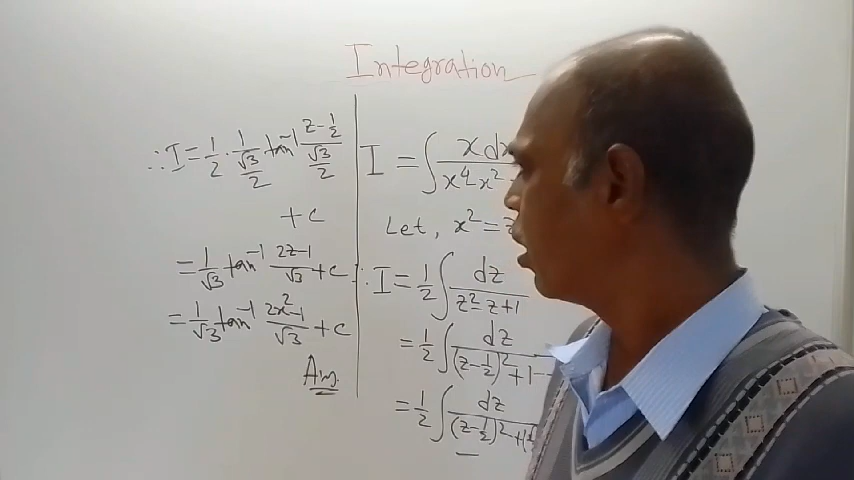 Integration
I = ∫ x dx / x⁴ x² -
Let, x² = z
∴ I = 1/2 ∫ dz / z² - z + 1
= 1/2 ∫ dz / (z - 1/2)² + 1 -
= 1/2 ∫ dz / (z - 1/2)² +
∴ I = 1/2 · 1/(√3/2) tan⁻¹ (z - 1/2)/(√3/2)
+ c
= 1/√3 tan⁻¹ (2z - 1)/√3 + c
= 1/√3 tan⁻¹ (2x² - 1)/√3 + c
Ans.